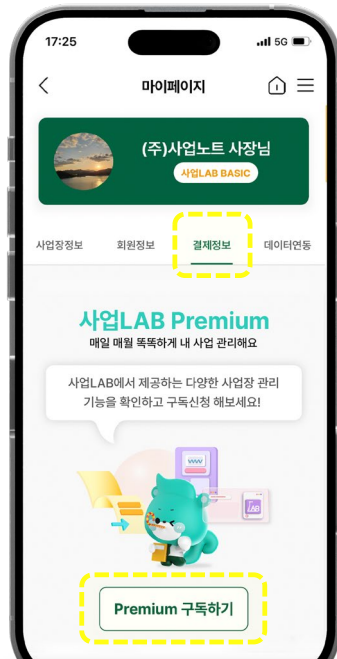 17:25
5G
마이페이지
(주)사업노트 사장님
사업LAB BASIC
사업장정보 회원정보 결제정보 데이터연동
사업LAB Premium
매일 매월 똑똑하게 내 사업 관리해요
사업LAB에서 제공하는 다양한 사업장 관리
기능을 확인하고 구독신청 해보세요!
LAB
Premium 구독하기